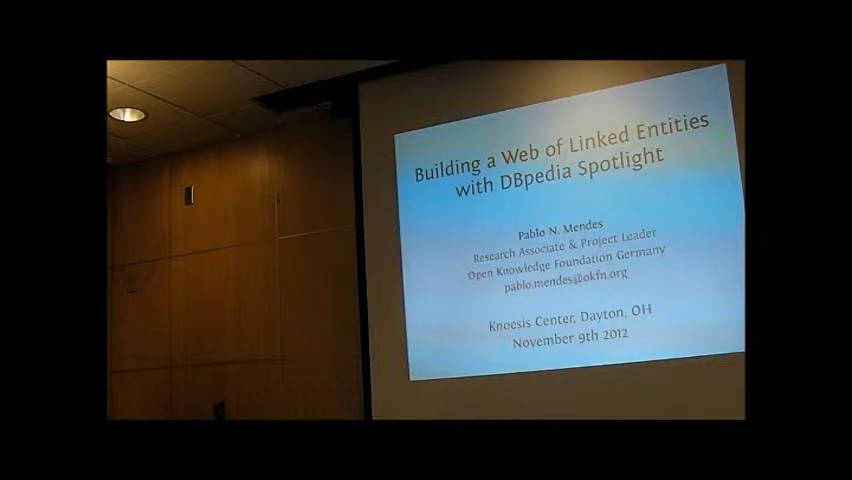 Building a Web of Linked Entities
with DBpedia Spotlight
Pablo N. Mendes
Research Associate & Project Leader
Open Knowledge Foundation Germany
pablo.mendes@okfn.org
Knoesis Center, Dayton, OH
November 9th 2012